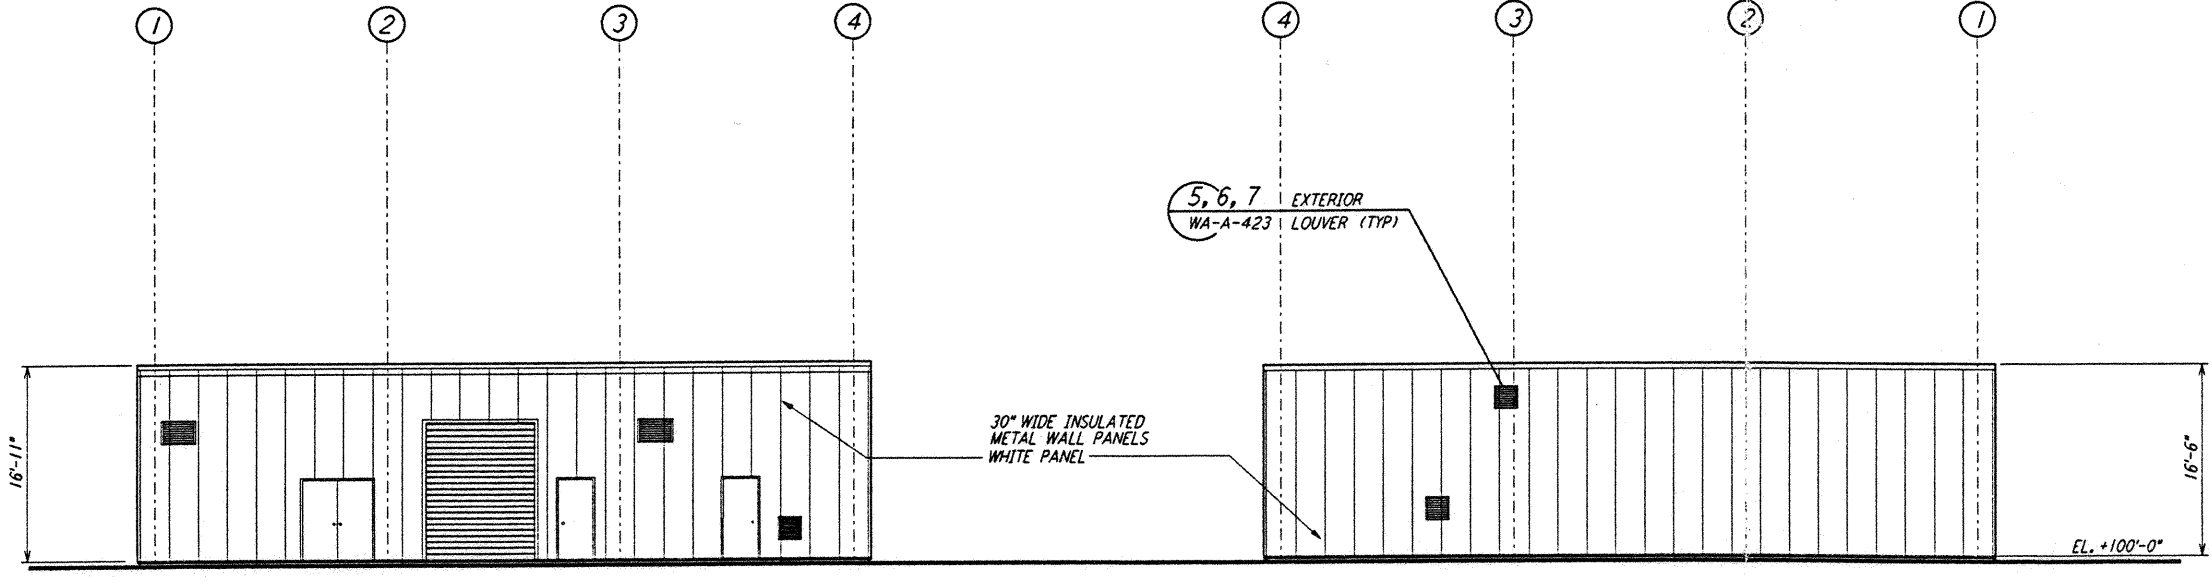 1 2 3 4 4 3 2 1
5, 6, 7 EXTERIOR
WA-A-423 LOUVER (TYP)
30" WIDE INSULATED
METAL WALL PANELS
WHITE PANEL
16'-11"
16'-6"
EL. +100'-0"